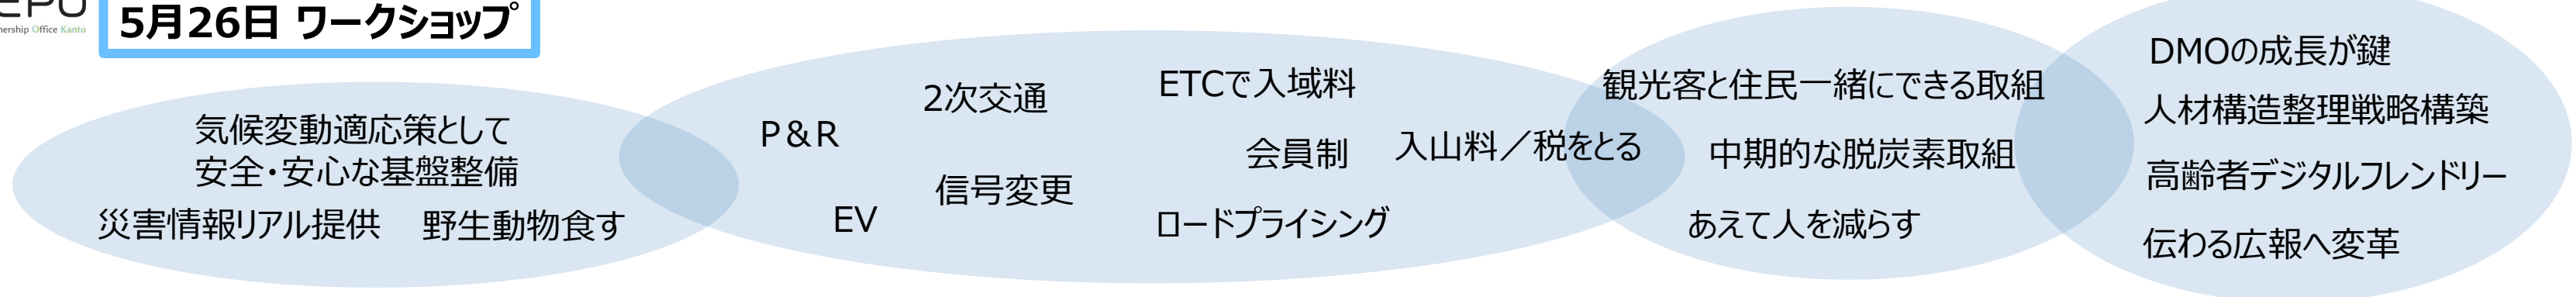 EPO
nership Office Kanto
5月26日 ワークショップ
気候変動適応策として
安全・安心な基盤整備
災害情報リアル提供
野生動物食す
P＆R
2次交通
EV
信号変更
ETCで入域料
会員制
入山料／税をとる
ロードプライシング
観光客と住民一緒にできる取組
中期的な脱炭素取組
あえて人を減らす
DMOの成長が鍵
人材構造整理戦略構築
高齢者デジタルフレンドリー
伝わる広報へ変革